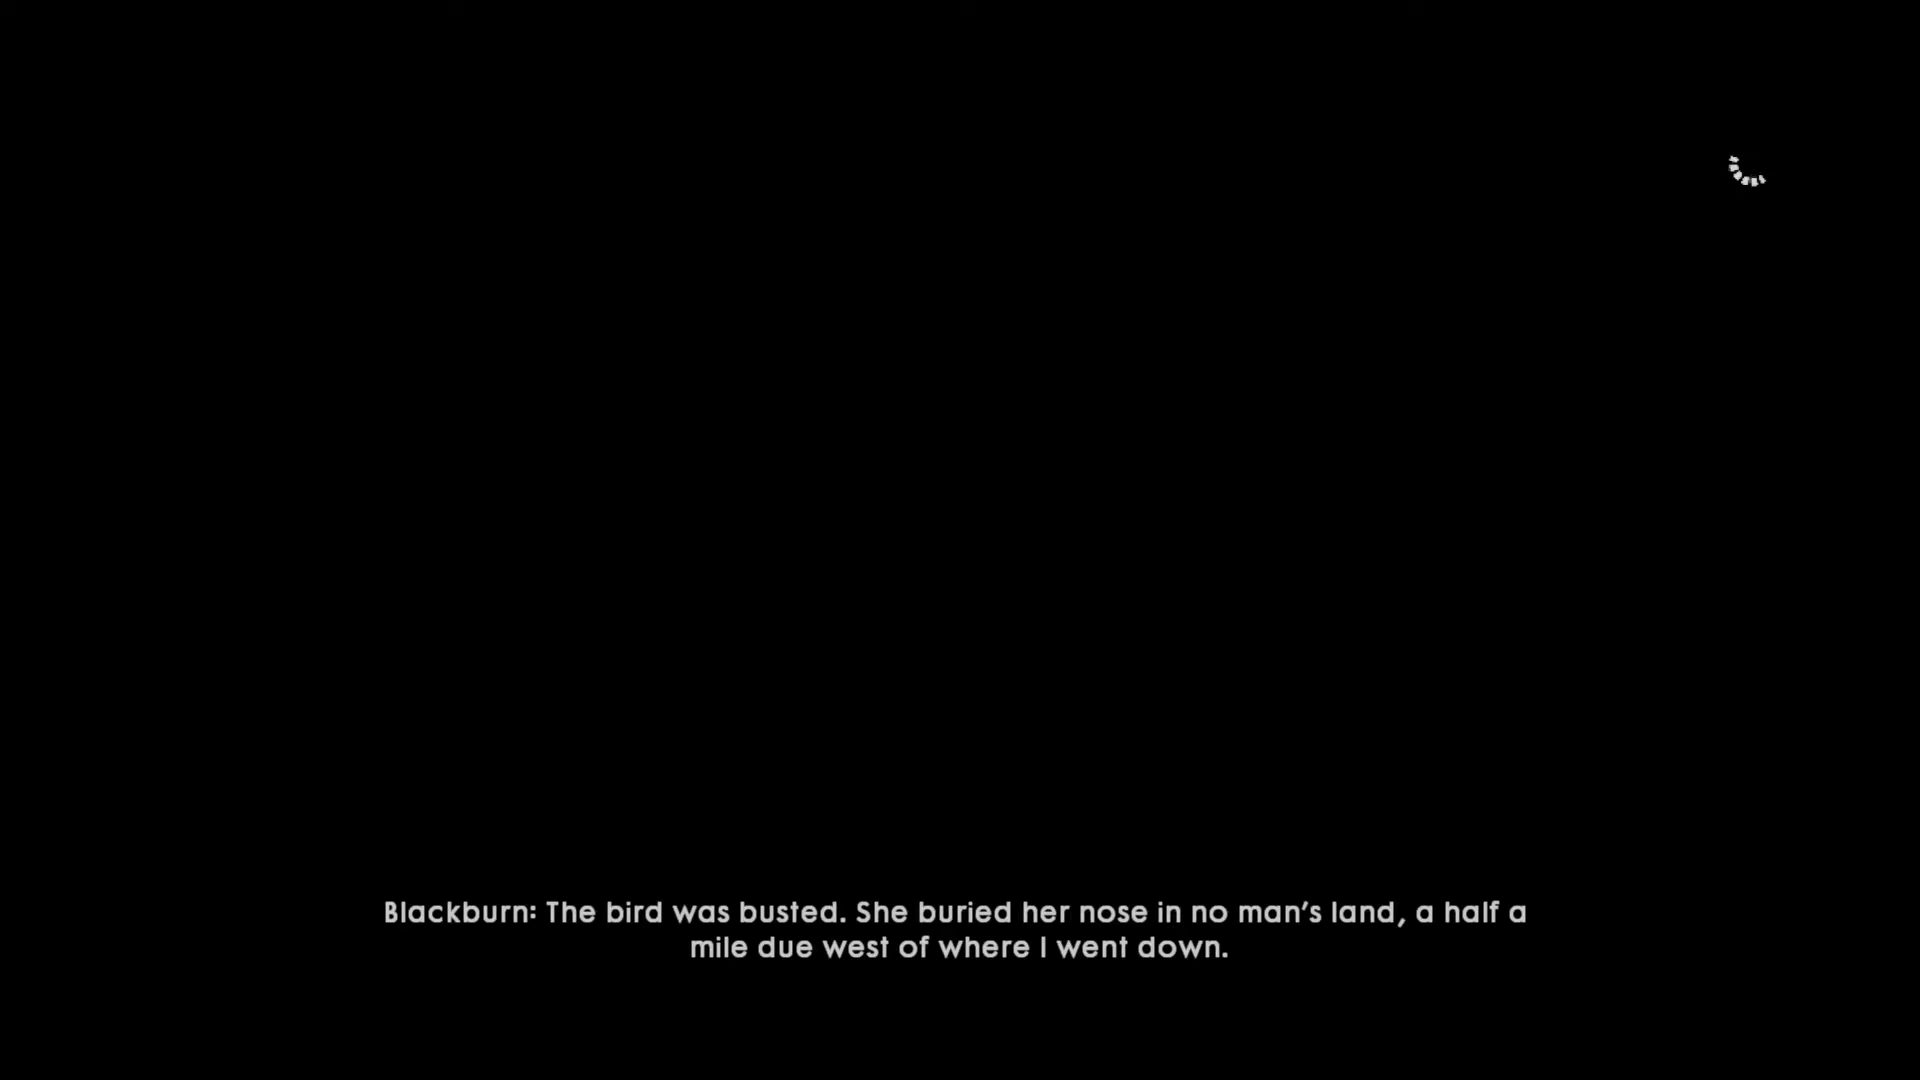 Blackburn: The bird was busted. She buried her nose in no man's land, a half a
mile due west of where I went down.